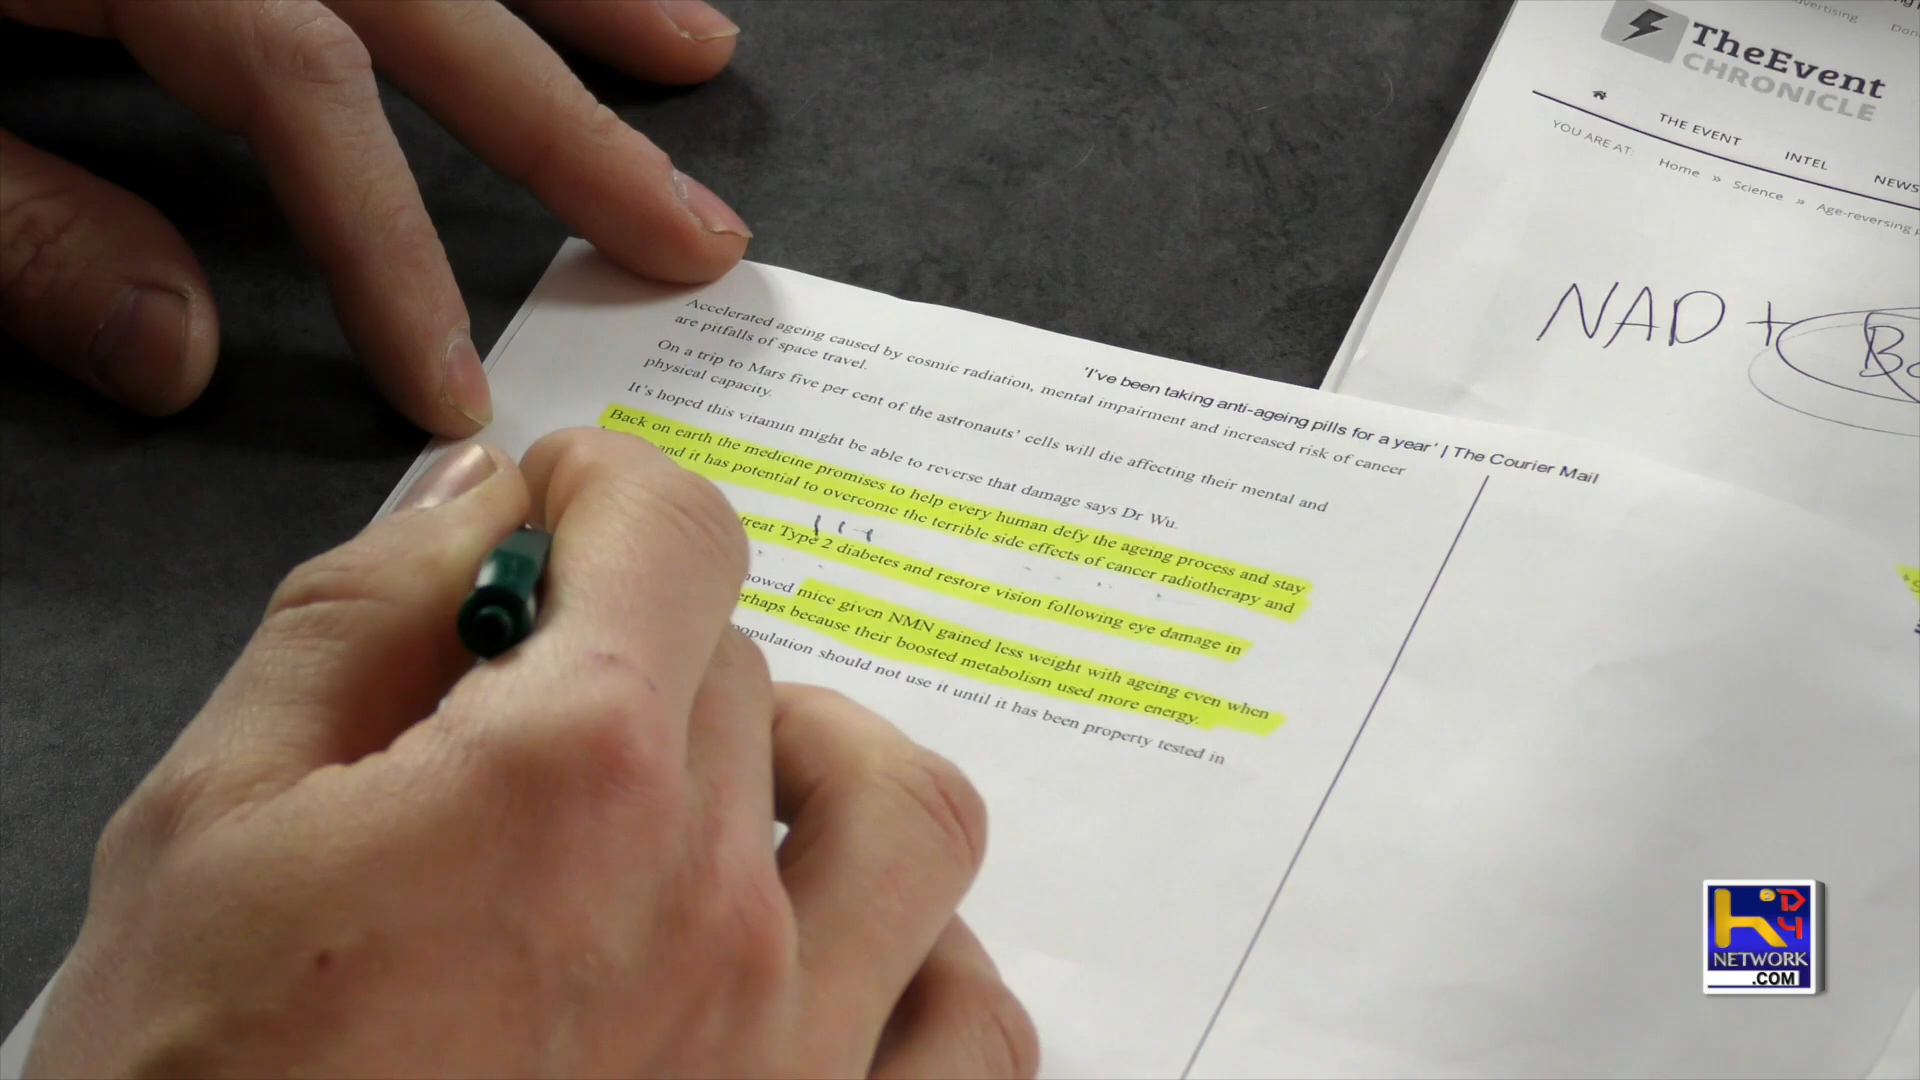 'I've been taking anti-ageing pills for a year' | The Courier Mail
Accelerated ageing caused by cosmic radiation, mental impairment and increased risk of cancer
are pitfalls of space travel.
On a trip to Mars five per cent of the astronauts' cells will die affecting their mental and
physical capacity.
It's hoped this vitamin might be able to reverse that damage says Dr Wu.
Back on earth the medicine promises to help every human defy the ageing process and stay
and it has potential to overcome the terrible side effects of cancer radiotherapy and
treat Type 2 diabetes and restore vision following eye damage in
mice given NMN gained less weight with ageing even when
because their boosted metabolism used more energy.
population should not use it until it has been property tested in
TheEvent
CHRONICLE
THE EVENT INTEL NEWS
YOU ARE AT: Home » Science » Age-reversing
NAD +
NETWORK
.COM